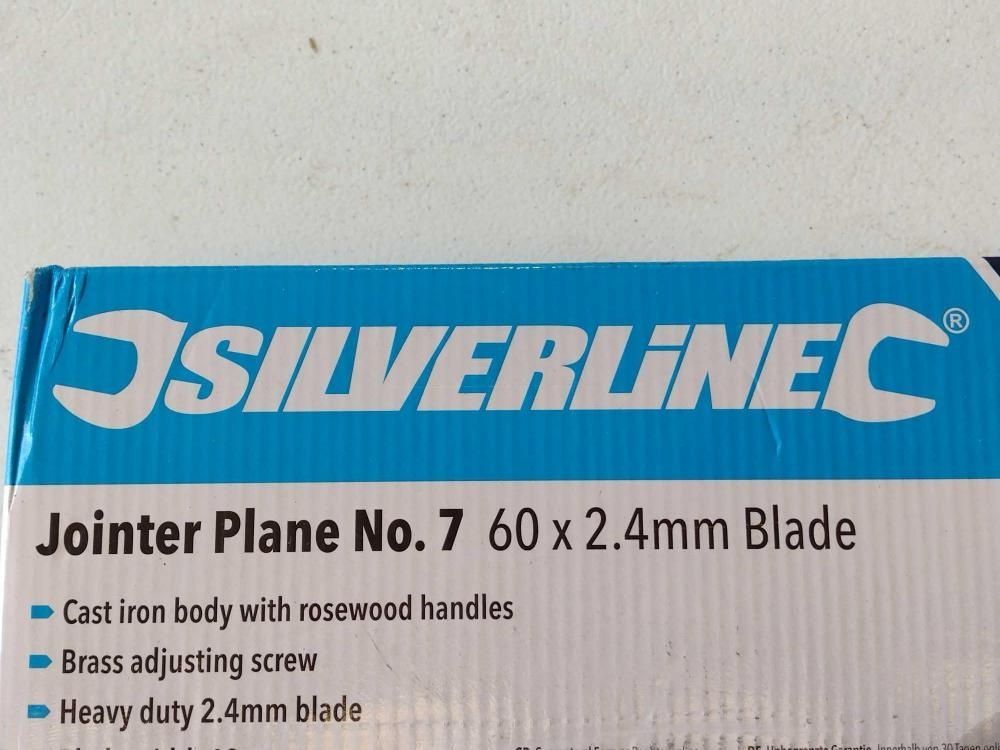 SILVERLINE®
Jointer Plane No. 7 60 x 2.4mm Blade
Cast iron body with rosewood handles
Brass adjusting screw
Heavy duty 2.4mm blade